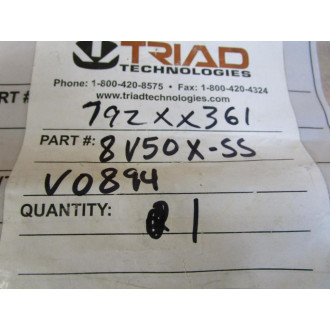 TRIAD
TECHNOLOGIES
Phone: 1-800-420-8575 • Fax: 1-800-420-4324
www.triadtechnologies.com
792XX361
RT #:
PART #: 8V50X-SS
V0894
QUANTITY: 1